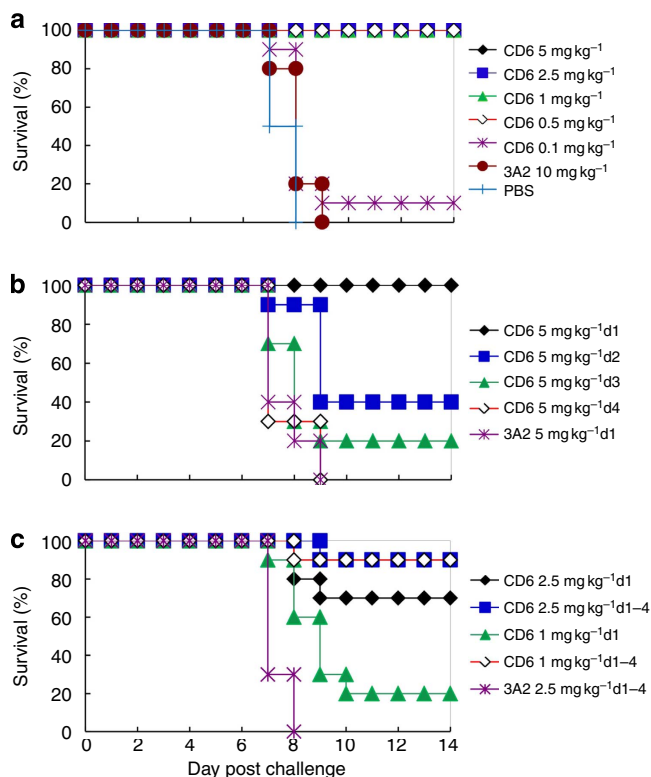 a
100
80
60
40
20
0
Survival (%)
CD6 5 mg kg⁻¹
CD6 2.5 mg kg⁻¹
CD6 1 mg kg⁻¹
CD6 0.5 mg kg⁻¹
CD6 0.1 mg kg⁻¹
3A2 10 mg kg⁻¹
PBS
b
100
80
60
40
20
0
Survival (%)
CD6 5 mg kg⁻¹d1
CD6 5 mg kg⁻¹d2
CD6 5 mg kg⁻¹d3
CD6 5 mg kg⁻¹d4
3A2 5 mg kg⁻¹d1
c
100
80
60
40
20
0
Survival (%)
CD6 2.5 mg kg⁻¹d1
CD6 2.5 mg kg⁻¹d1–4
CD6 1 mg kg⁻¹d1
CD6 1 mg kg⁻¹d1–4
3A2 2.5 mg kg⁻¹d1–4
0 2 4 6 8 10 12 14
Day post challenge